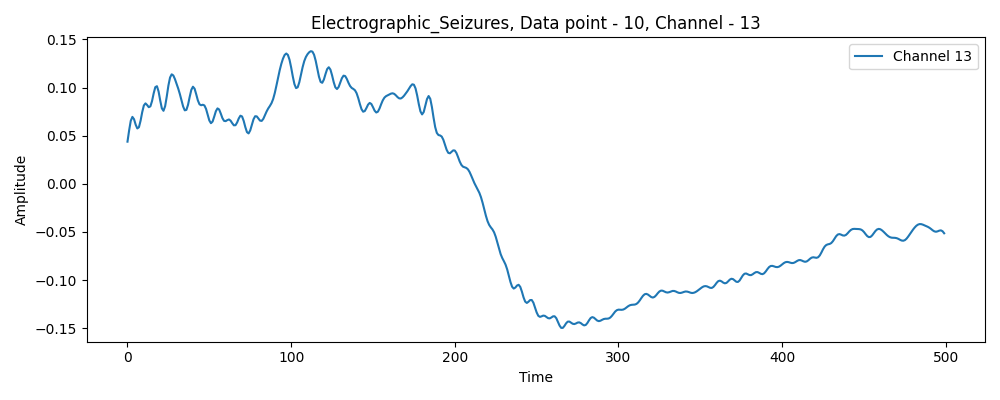 Electrographic_Seizures, Data point - 10, Channel - 13
Channel 13
Amplitude
0.15
0.10
0.05
0.00
−0.05
−0.10
−0.15
0 100 200 300 400 500
Time